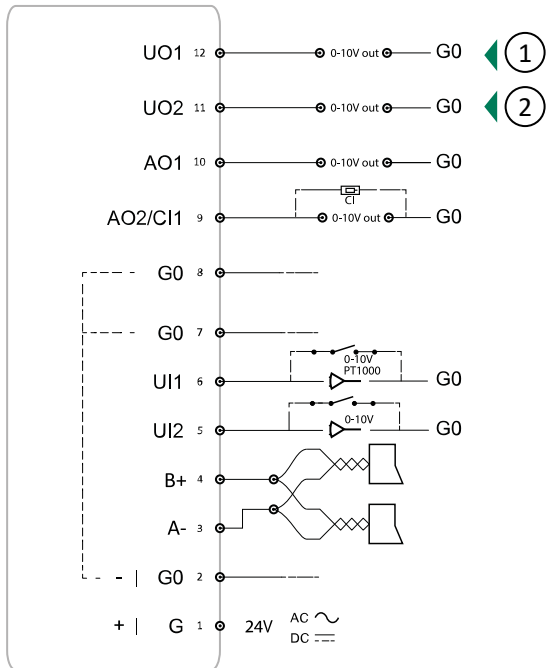 UO1 12 0-10V out G0 1
UO2 11 0-10V out G0 2
AO1 10 0-10V out G0
CI
AO2/CI1 9 0-10V out G0
G0 8
G0 7
0-10V
PT1000
UI1 6 G0
0-10V
UI2 5 G0
B+ 4
A- 3
- | G0 2
+ | G 1 24V AC
DC